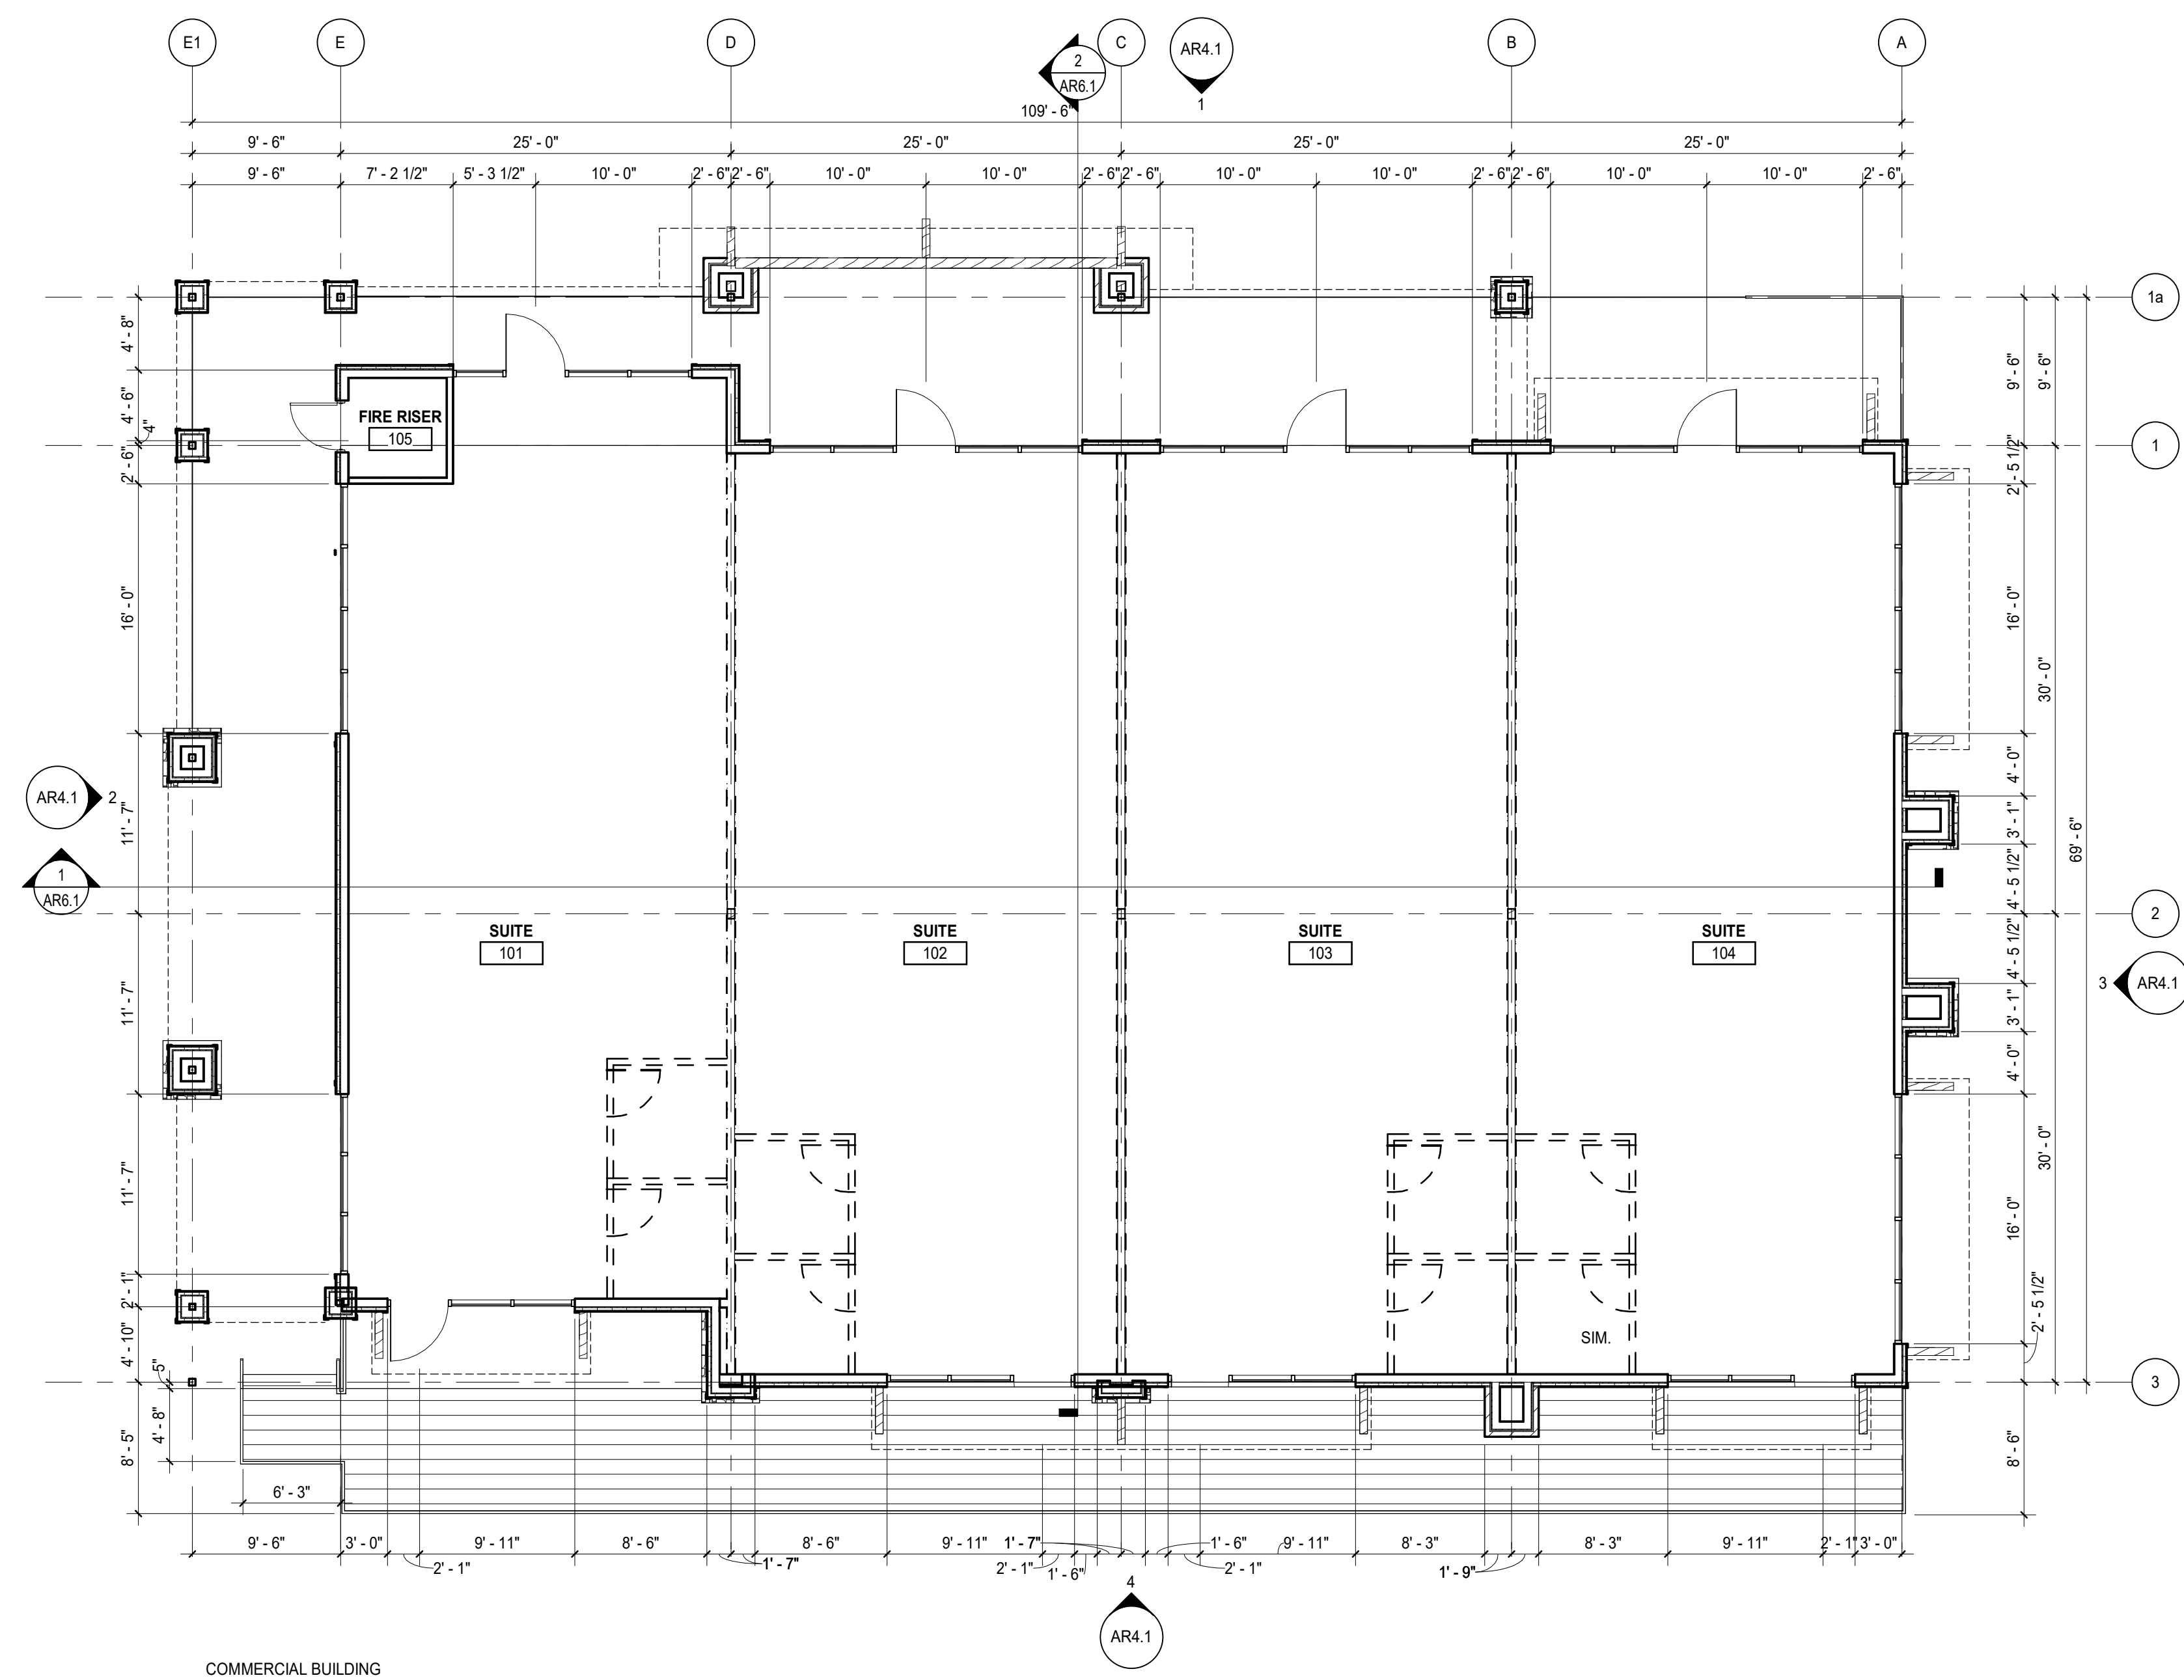 E1
E
D
C
B
A
2
AR6.1
AR4.1
1
109' - 6"
9' - 6"
25' - 0"
25' - 0"
25' - 0"
25' - 0"
9' - 6"
7' - 2 1/2"
5' - 3 1/2"
10' - 0"
2' - 6"
2' - 6"
10' - 0"
10' - 0"
2' - 6"
2' - 6"
10' - 0"
10' - 0"
2' - 6"
2' - 6"
10' - 0"
10' - 0"
2' - 6"
4' - 8"
4' - 6"
4"
2' - 6"
16' - 0"
11' - 7"
11' - 7"
11' - 7"
2' - 1"
4' - 10"
5"
4' - 8"
8' - 5"
6' - 3"
AR4.1
2
1
AR6.1
FIRE RISER
105
SUITE
101
SUITE
102
SUITE
103
SUITE
104
SIM.
9' - 6"
9' - 6"
2' - 5 1/2"
16' - 0"
30' - 0"
4' - 0"
3' - 1"
4' - 5 1/2"
69' - 6"
4' - 5 1/2"
3' - 1"
4' - 0"
30' - 0"
16' - 0"
2' - 5 1/2"
8' - 6"
1a
1
2
3
AR4.1
3
9' - 6"
3' - 0"
2' - 1"
9' - 11"
8' - 6"
1' - 7"
8' - 6"
9' - 11"
2' - 1"
1' - 7"
1' - 6"
1' - 6"
2' - 1"
9' - 11"
8' - 3"
1' - 9"
8' - 3"
9' - 11"
2' - 1"
3' - 0"
4
AR4.1
COMMERCIAL BUILDING